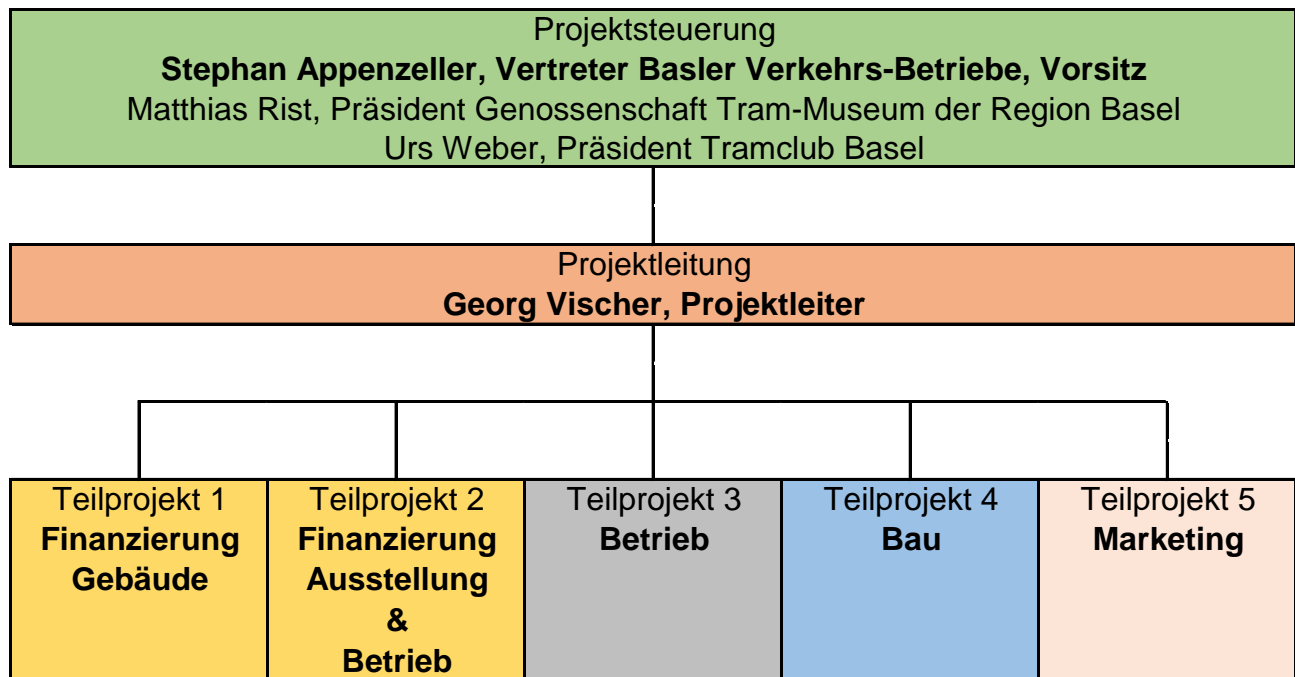 Projektsteuerung
Stephan Appenzeller, Vertreter Basler Verkehrs-Betriebe, Vorsitz
Matthias Rist, Präsident Genossenschaft Tram-Museum der Region Basel
Urs Weber, Präsident Tramclub Basel
Projektleitung
Georg Vischer, Projektleiter
Teilprojekt 1
Finanzierung
Gebäude
Teilprojekt 2
Finanzierung
Ausstellung
&
Betrieb
Teilprojekt 3
Betrieb
Teilprojekt 4
Bau
Teilprojekt 5
Marketing